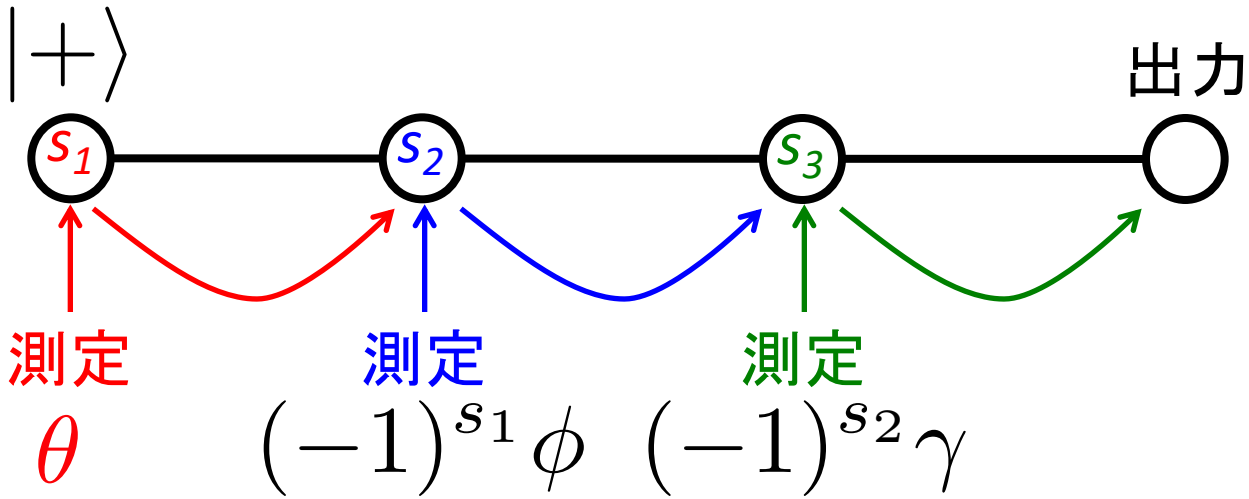 |+⟩
出力
s₁ s₂ s₃
測定 測定 測定
θ (−1)^{s₁}ϕ (−1)^{s₂}γ